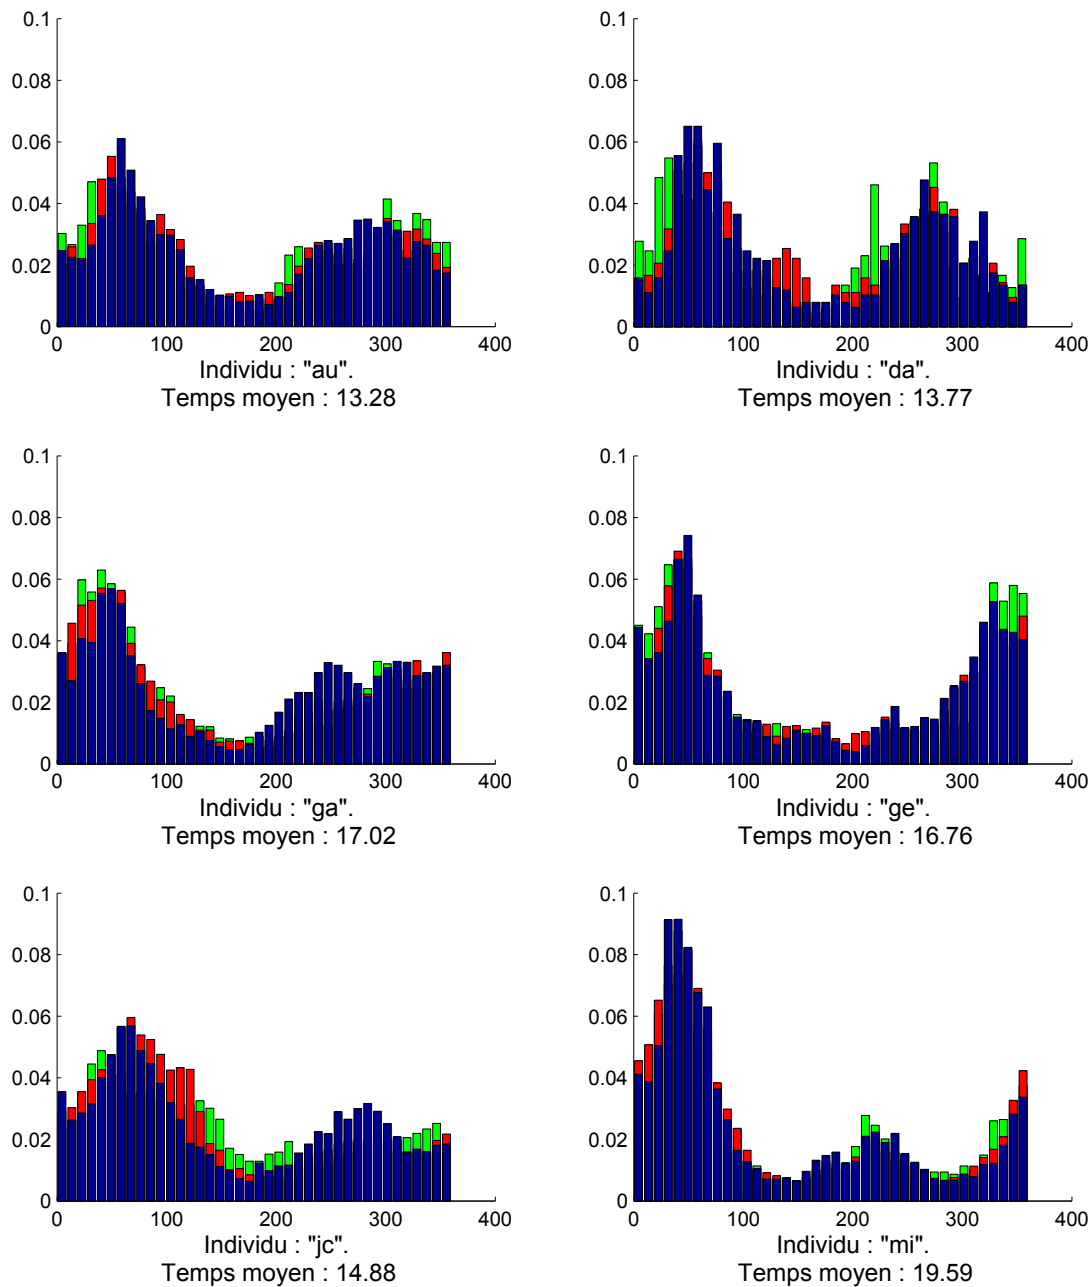 0.1
0.08
0.06
0.04
0.02
0
0 100 200 300 400
Individu : "au".
Temps moyen : 13.28
0.1
0.08
0.06
0.04
0.02
0
0 100 200 300 400
Individu : "da".
Temps moyen : 13.77
0.1
0.08
0.06
0.04
0.02
0
0 100 200 300 400
Individu : "ga".
Temps moyen : 17.02
0.1
0.08
0.06
0.04
0.02
0
0 100 200 300 400
Individu : "ge".
Temps moyen : 16.76
0.1
0.08
0.06
0.04
0.02
0
0 100 200 300 400
Individu : "jc".
Temps moyen : 14.88
0.1
0.08
0.06
0.04
0.02
0
0 100 200 300 400
Individu : "mi".
Temps moyen : 19.59